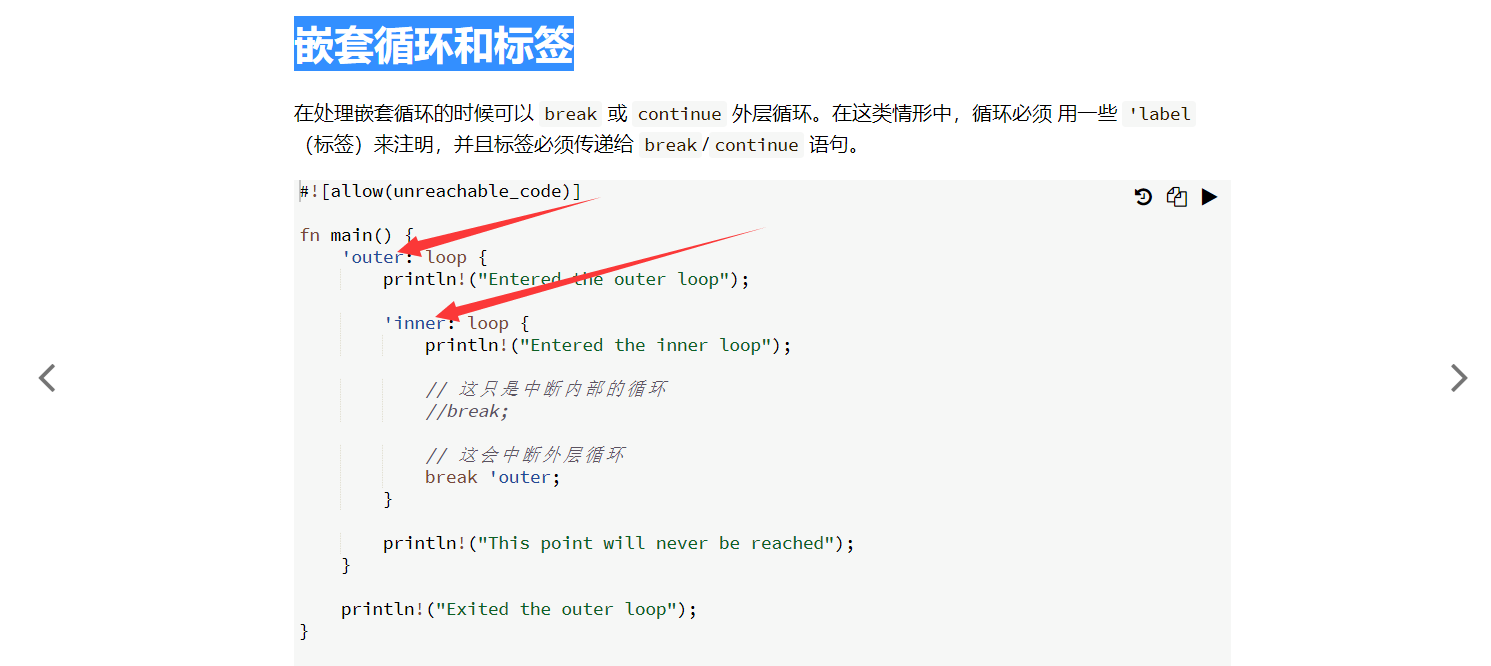 嵌套循环和标签
在处理嵌套循环的时候可以 break 或 continue 外层循环。在这类情形中，循环必须 用一些 'label
（标签）来注明，并且标签必须传递给 break / continue 语句。
#![allow(unreachable_code)]
fn main() {
    'outer: loop {
        println!("Entered the outer loop");
        'inner: loop {
            println!("Entered the inner loop");
            // 这只是中断内部的循环
            //break;
            // 这会中断外层循环
            break 'outer;
        }
        println!("This point will never be reached");
    }
    println!("Exited the outer loop");
}